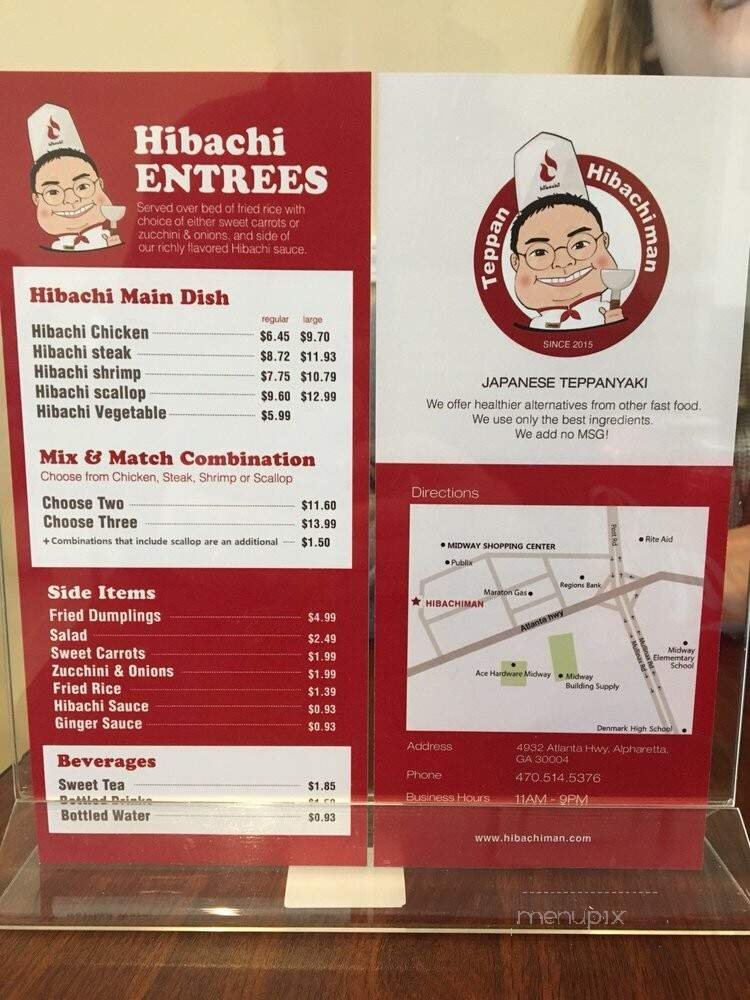 Hibachi
ENTREES
Served over bed of fried rice with
choice of either sweet carrots or
zucchini & onions, and side of
our richly flavored Hibachi sauce.
Hibachi Main Dish
regular large
Hibachi Chicken $6.45 $9.70
Hibachi steak $8.72 $11.93
Hibachi shrimp $7.75 $10.79
Hibachi scallop $9.60 $12.99
Hibachi Vegetable $5.99
Mix & Match Combination
Choose from Chicken, Steak, Shrimp or Scallop
Choose Two $11.60
Choose Three $13.99
+ Combinations that include scallop are an additional $1.50
Side Items
Fried Dumplings $4.99
Salad $2.49
Sweet Carrots $1.99
Zucchini & Onions $1.99
Fried Rice $1.39
Hibachi Sauce $0.93
Ginger Sauce $0.93
Beverages
Sweet Tea $1.85
Bottled Drinks
Bottled Water $0.93
Teppan Hibachiman
SINCE 2015
JAPANESE TEPPANYAKI
We offer healthier alternatives from other fast food.
We use only the best ingredients.
We add no MSG!
Directions
MIDWAY SHOPPING CENTER
Rite Aid
Publix
Regions Bank
Maraton Gas
HIBACHIMAN
Atlanta hwy
Post Rd
Mullinax Rd
Mullinax Rd
Midway
Elementary
School
Ace Hardware Midway
Midway
Building Supply
Denmark High School
Address 4932 Atlanta Hwy, Alpharetta,
GA 30004
Phone 470.514.5376
Business Hours 11AM - 9PM
www.hibachiman.com
menupix